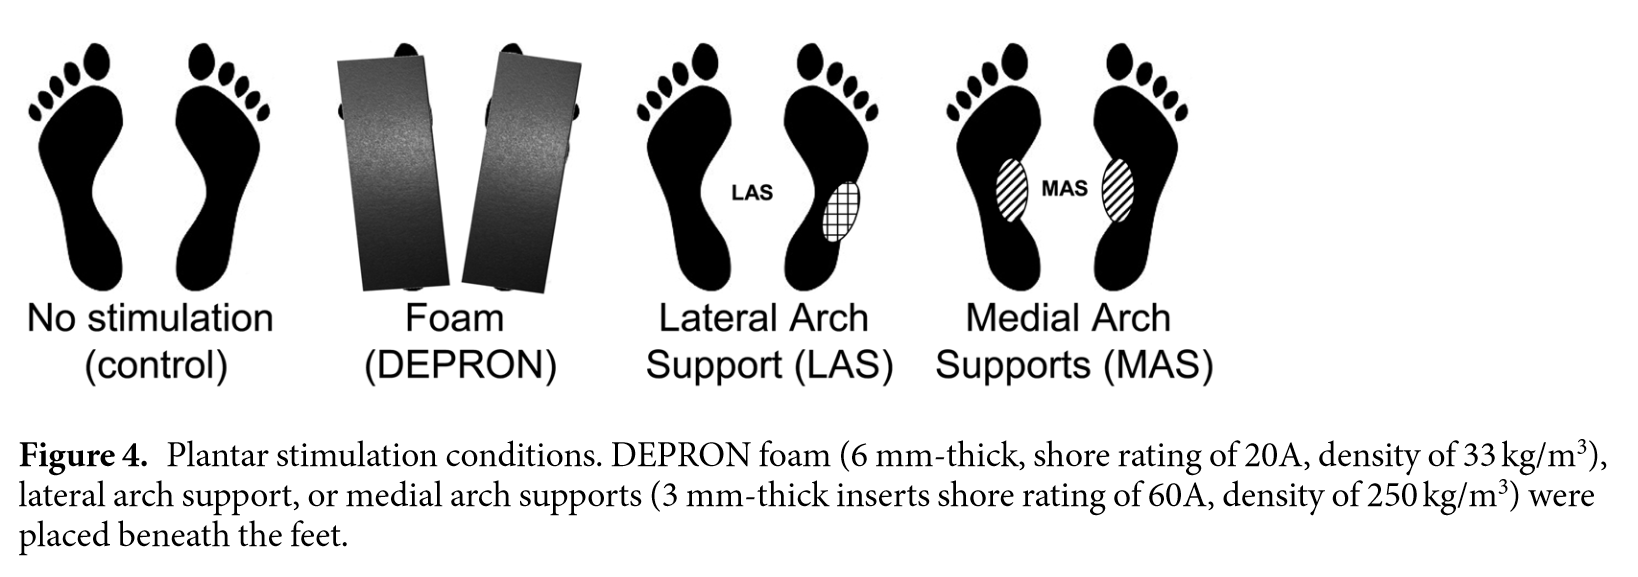 LAS
MAS
No stimulation
(control)
Foam
(DEPRON)
Lateral Arch
Support (LAS)
Medial Arch
Supports (MAS)
Figure 4. Plantar stimulation conditions. DEPRON foam (6 mm-thick, shore rating of 20A, density of 33 kg/m³),
lateral arch support, or medial arch supports (3 mm-thick inserts shore rating of 60A, density of 250 kg/m³) were
placed beneath the feet.